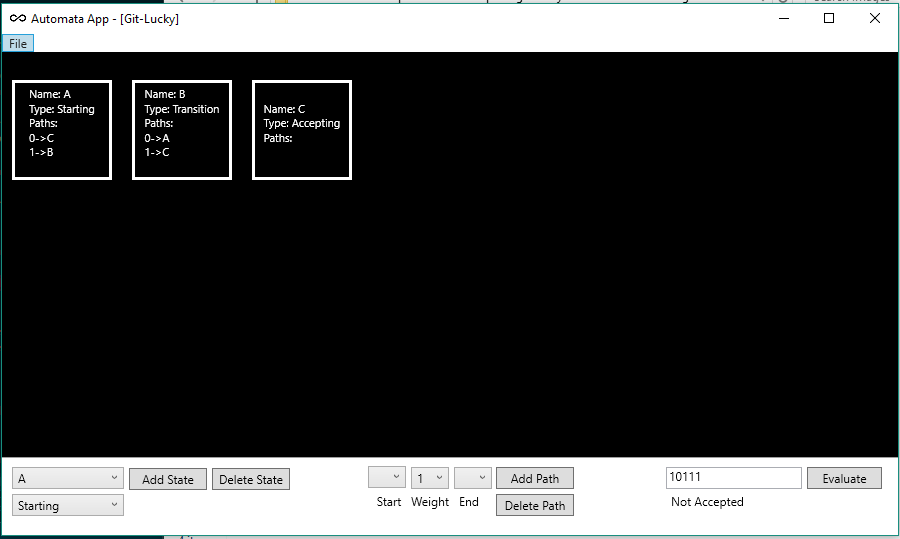 Automata App - [Git-Lucky]
File
Name: A
Type: Starting
Paths:
0->C
1->B
Name: B
Type: Transition
Paths:
0->A
1->C
Name: C
Type: Accepting
Paths:
A
Add State
Delete State
Starting
1
Add Path
Start
Weight
End
Delete Path
10111
Evaluate
Not Accepted